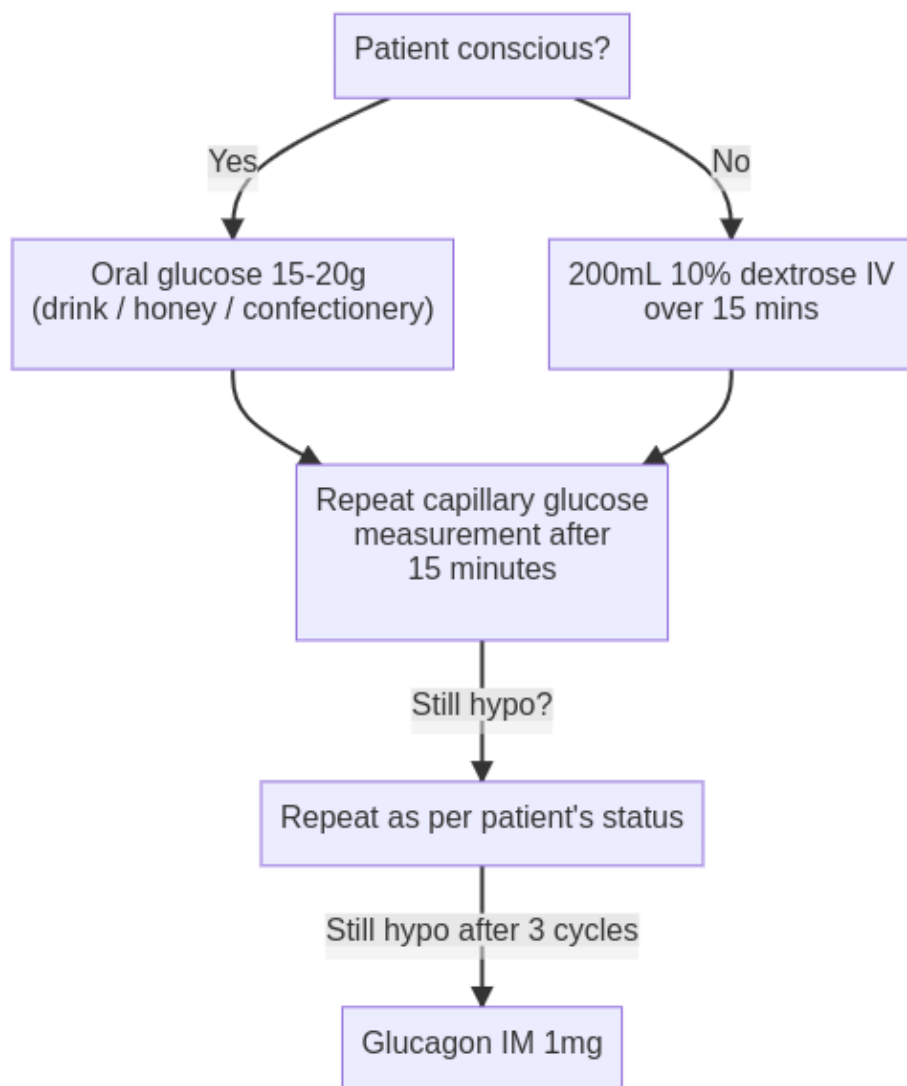 Patient conscious?
Yes
No
Oral glucose 15-20g
(drink / honey / confectionery)
200mL 10% dextrose IV
over 15 mins
Repeat capillary glucose
measurement after
15 minutes
Still hypo?
Repeat as per patient's status
Still hypo after 3 cycles
Glucagon IM 1mg